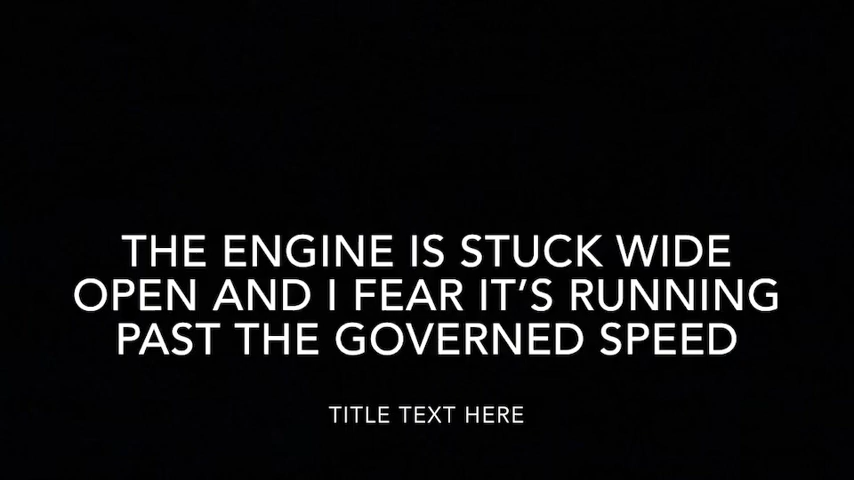 THE ENGINE IS STUCK WIDE
OPEN AND I FEAR IT’S RUNNING
PAST THE GOVERNED SPEED
TITLE TEXT HERE